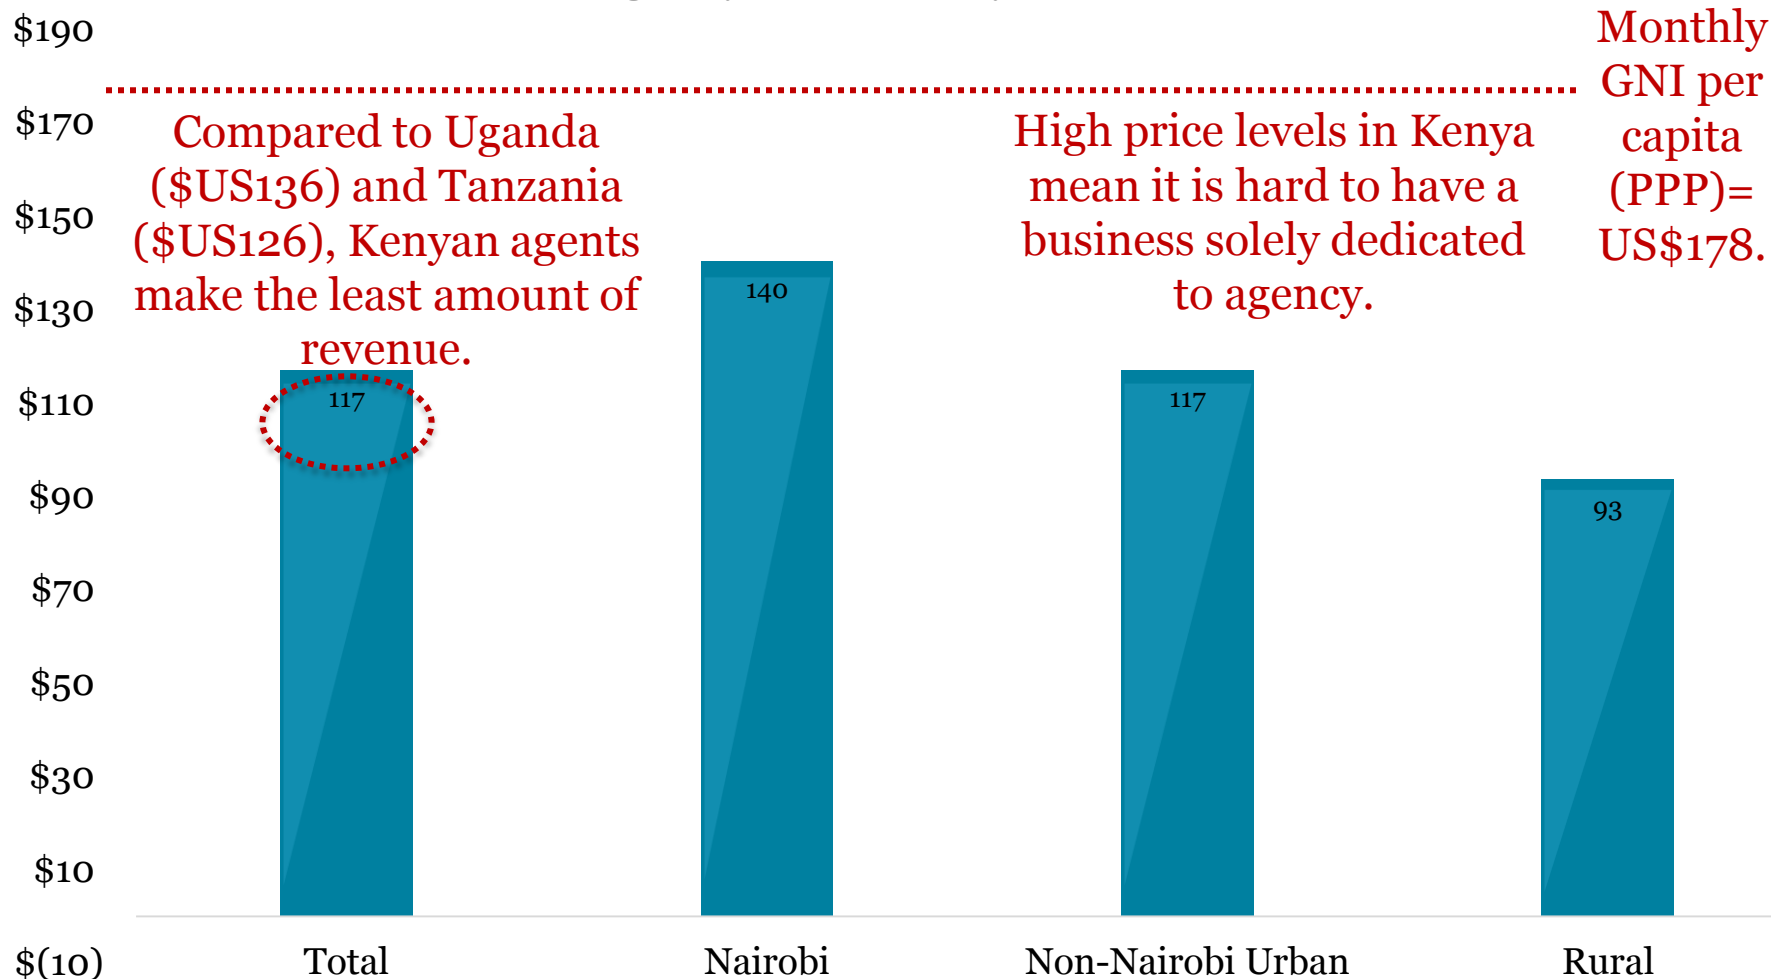 $190
$170
$150
$130
$110
$90
$70
$50
$30
$10
$(10)
Compared to Uganda
($US136) and Tanzania
($US126), Kenyan agents
make the least amount of
revenue.
High price levels in Kenya
mean it is hard to have a
business solely dedicated
to agency.
Monthly
GNI per
capita
(PPP)=
US$178.
117
140
117
93
Total
Nairobi
Non-Nairobi Urban
Rural